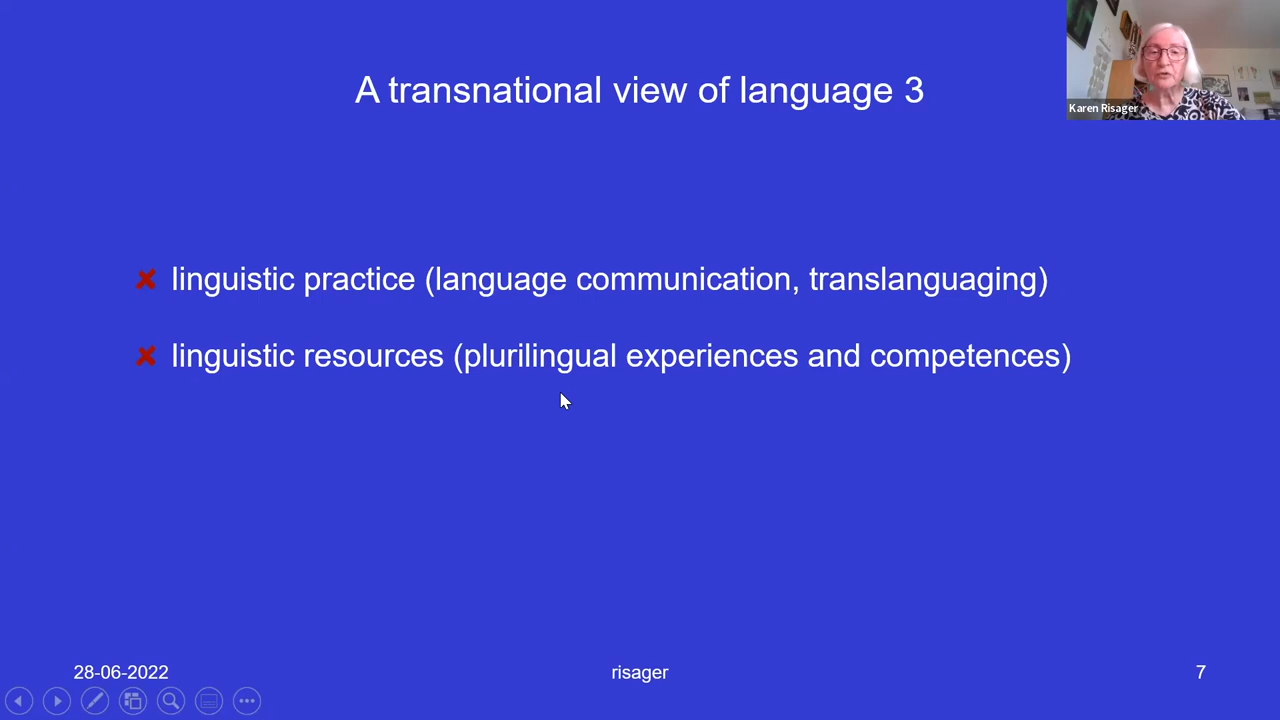 A transnational view of language 3
Karen Risager
linguistic practice (language communication, translanguaging)
linguistic resources (plurilingual experiences and competences)
28-06-2022
risager
7